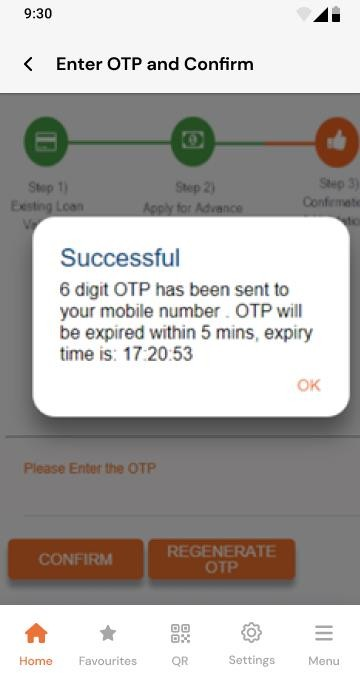 9:30
Enter OTP and Confirm
Step 1)
Step 2)
Step 3)
Existing Loan
Apply for Advance
Confirmate
Successful
6 digit OTP has been sent to
your mobile number . OTP will
be expired within 5 mins, expiry
time is: 17:20:53
OK
Please Enter the OTP
CONFIRM
REGENERATE
OTP
Home
Favourites
QR
Settings
Menu